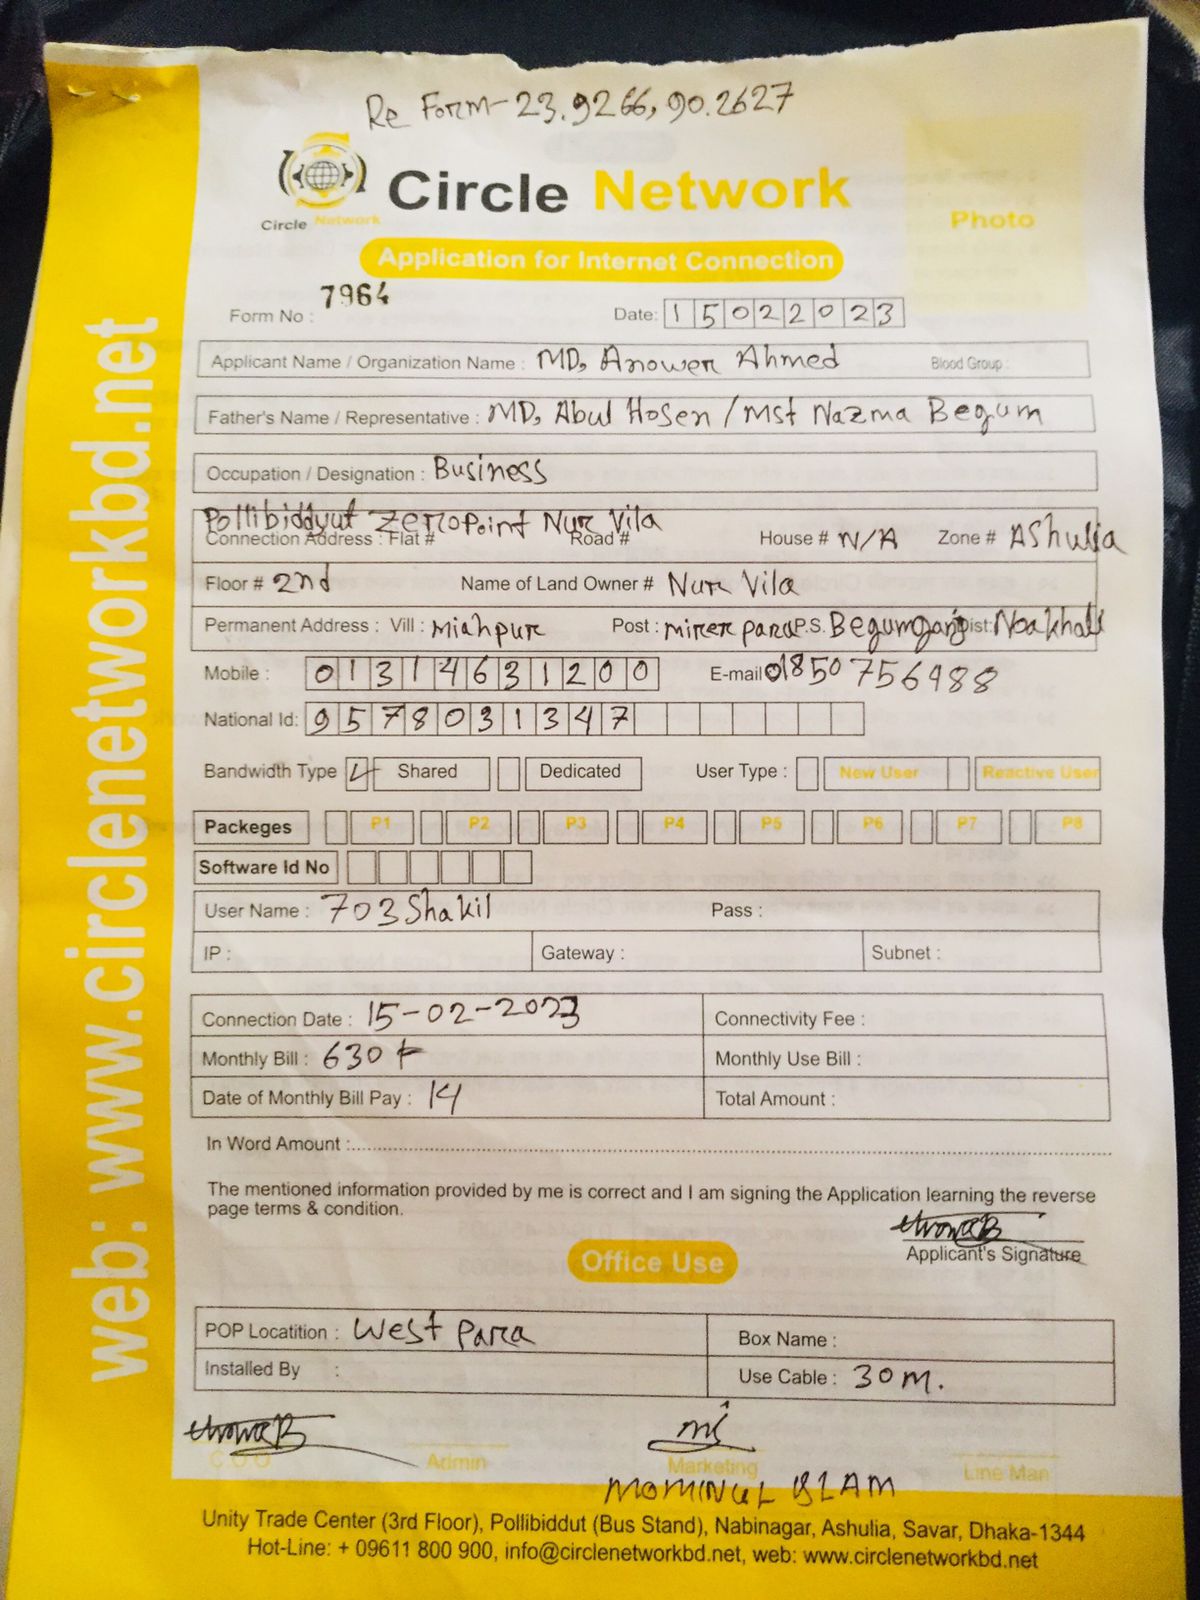 Re Form-23.9266, 90.2627
Circle Network
Circle Network
Photo
Application for Internet Connection
Form No : 7964
Date: 15022023
Applicant Name / Organization Name : MD, Anower Ahmed Blood Group :
Father's Name / Representative : MD, Abul Hosen / Mst Nazma Begum
Occupation / Designation : Business
Pollibiddyut Zero Point Nur Vila
Connection Address : Flat # Road # House # N/A Zone # AShulia
Floor # 2nd Name of Land Owner # Nur Vila
Permanent Address : Vill : Miahpur Post : mirer para P.S. Begumganj Dist: Noakhali
Mobile : 01314631200 E-mail 01850756988
National Id: 9578031347
Bandwidth Type Shared Dedicated User Type : New User Reactive User
Packeges P1 P2 P3 P4 P5 P6 P7 P8
Software Id No
User Name : 703Shakil Pass :
IP : Gateway : Subnet :
Connection Date : 15-02-2023 Connectivity Fee :
Monthly Bill : 630 Monthly Use Bill :
Date of Monthly Bill Pay : 14 Total Amount :
In Word Amount :
The mentioned information provided by me is correct and I am signing the Application learning the reverse
page terms & condition.
Applicant's Signature
Office Use
POP Locatition : West para Box Name :
Installed By : Use Cable : 30m.
C.O.O Admin Marketing Line Man
MOMINUL ISLAM
Unity Trade Center (3rd Floor), Pollibiddut (Bus Stand), Nabinagar, Ashulia, Savar, Dhaka-1344
Hot-Line: + 09611 800 900, info@circlenetworkbd.net, web: www.circlenetworkbd.net
web: www.circlenetworkbd.net